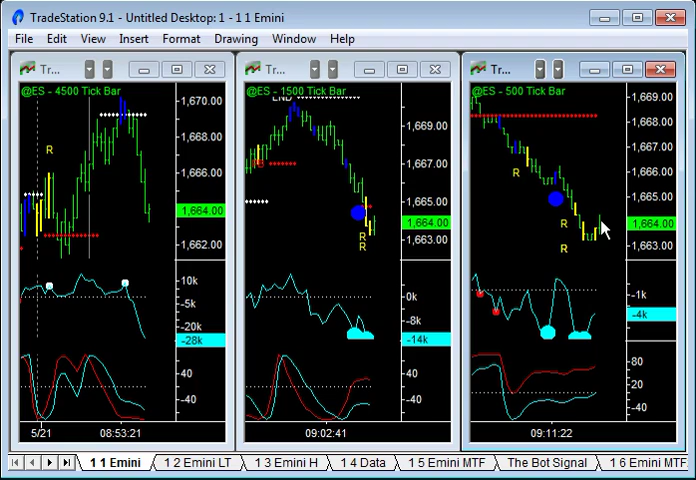 TradeStation 9.1 - Untitled Desktop: 1 - 1 1 Emini
File Edit View Insert Format Drawing Window Help
Tr...
Tr...
Tr...
@ES - 4500 Tick Bar
R
1,670.00
1,668.00
1,666.00
1,664.00
1,662.00
10k
-5k
-20k
-28k
40
-40
5/21 08:53:21
@ES - 1500 Tick Bar
END
R
R
1,669.00
1,667.00
1,665.00
1,664.00
1,663.00
0k
-8k
-14k
40
-40
09:02:41
@ES - 500 Tick Bar
R
R
R
1,669.00
1,668.00
1,667.00
1,666.00
1,665.00
1,664.00
1,663.00
-1k
-4k
80
40
-40
09:11:22
1 1 Emini 1 2 Emini LT 1 3 Emini H 1 4 Data 1 5 Emini MTF The Bot Signal 1 6 Emini MTF